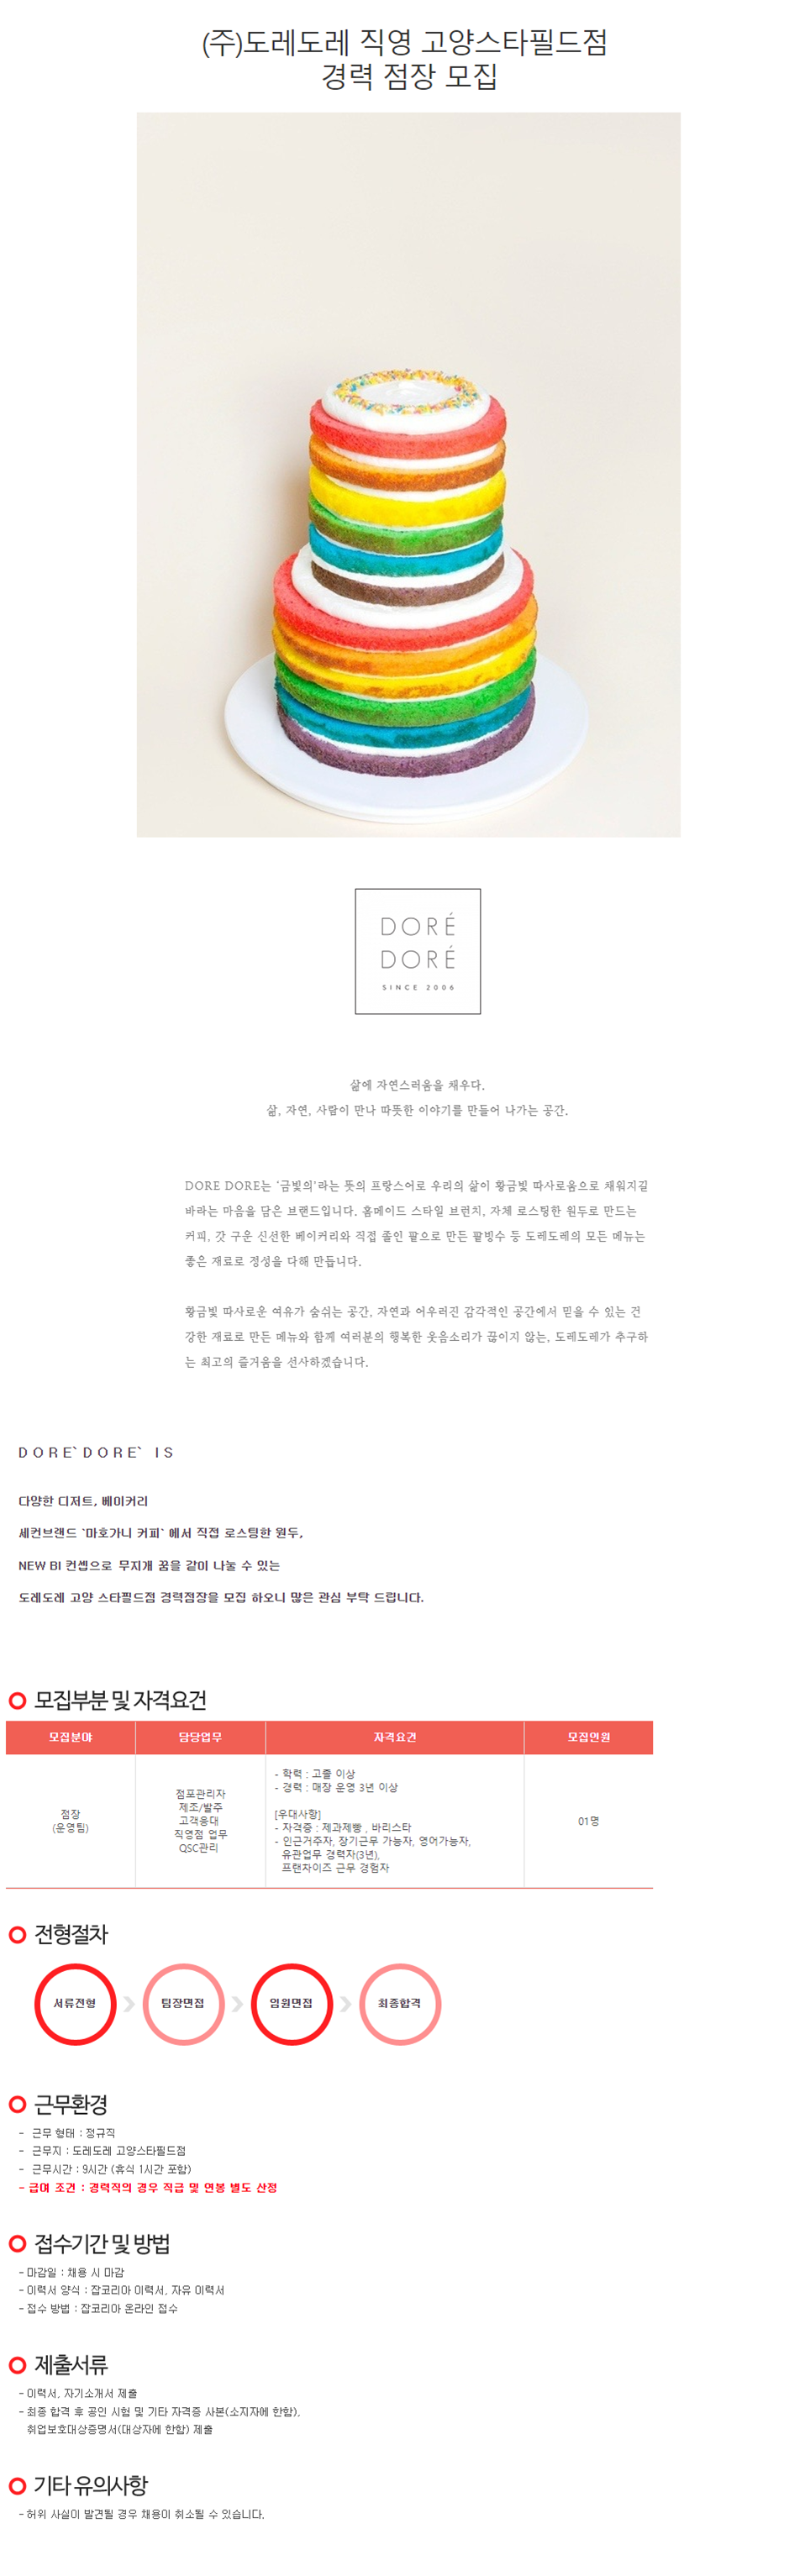 (주)도레도레 직영 고양스타필드점
경력 점장 모집
DORÉ
DORÉ
SINCE 2006
삶에 자연스러움을 채우다.
삶, 자연, 사람이 만나 따뜻한 이야기를 만들어 나가는 공간.
DORE DORE는 '금빛의'라는 뜻의 프랑스어로 우리의 삶이 황금빛 따사로움으로 채워지길
바라는 마음을 담은 브랜드입니다. 홈메이드 스타일 브런치, 자체 로스팅한 원두로 만드는
커피, 갓 구운 신선한 베이커리와 직접 졸인 팥으로 만든 팥빙수 등 도레도레의 모든 메뉴는
좋은 재료로 정성을 다해 만듭니다.
황금빛 따사로운 여유가 숨쉬는 공간, 자연과 어우러진 감각적인 공간에서 믿을 수 있는 건
강한 재료로 만든 메뉴와 함께 여러분의 행복한 웃음소리가 끊이지 않는, 도레도레가 추구하
는 최고의 즐거움을 선사하겠습니다.
DORE`DORE` IS
다양한 디저트, 베이커리
세컨브랜드 `마호가니 커피` 에서 직접 로스팅한 원두,
NEW BI 컨셉으로 무지개 꿈을 같이 나눌 수 있는
도레도레 고양 스타필드점 경력점장을 모집 하오니 많은 관심 부탁 드립니다.
모집부분 및 자격요건
모집분야 담당업무 자격요건 모집인원
점장
(운영팀)
점포관리자
제조/발주
고객응대
직영점 업무
QSC관리
- 학력 : 고졸 이상
- 경력 : 매장 운영 3년 이상
[우대사항]
- 자격증 : 제과제빵 , 바리스타
- 인근거주자, 장기근무 가능자, 영어가능자,
유관업무 경력자(3년),
프랜차이즈 근무 경험자
01명
전형절차
서류전형 > 팀장면접 > 임원면접 > 최종합격
근무환경
- 근무 형태 : 정규직
- 근무지 : 도레도레 고양스타필드점
- 근무시간 : 9시간 (휴식 1시간 포함)
- 급여 조건 : 경력직의 경우 직급 및 연봉 별도 산정
접수기간 및 방법
- 마감일 : 채용 시 마감
- 이력서 양식 : 잡코리아 이력서, 자유 이력서
- 접수 방법 : 잡코리아 온라인 접수
제출서류
- 이력서, 자기소개서 제출
- 최종 합격 후 공인 시험 및 기타 자격증 사본(소지자에 한함),
취업보호대상증명서(대상자에 한함) 제출
기타 유의사항
- 허위 사실이 발견될 경우 채용이 취소될 수 있습니다.